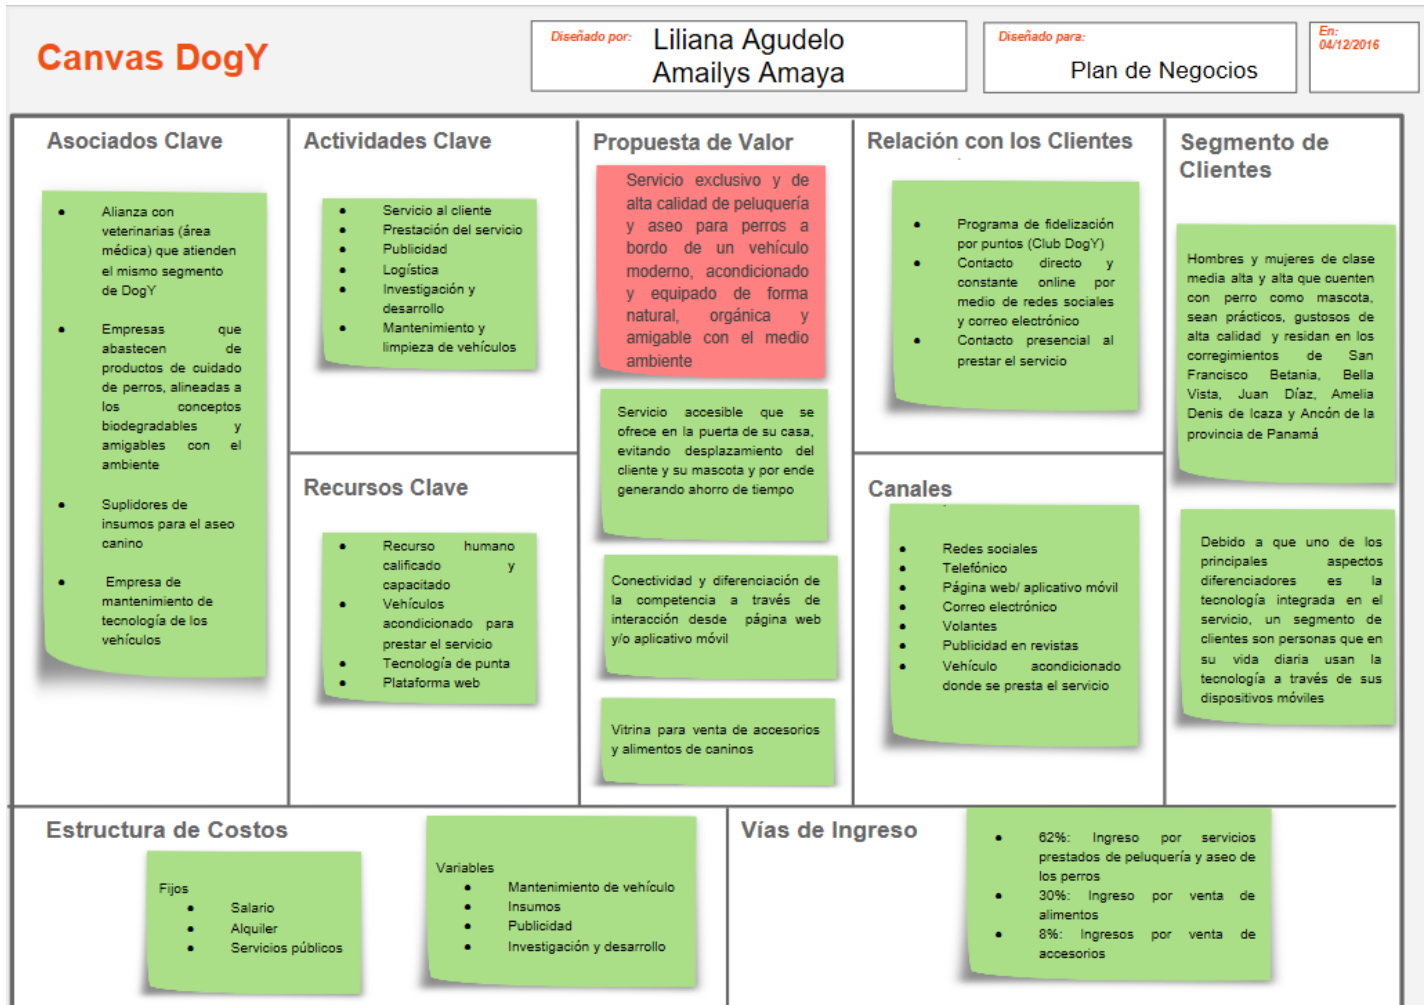 Canvas DogY
Diseñado por:
Liliana Agudelo
Amailys Amaya
Diseñado para:
Plan de Negocios
En:
04/12/2016
Asociados Clave
• Alianza con
veterinarias (área
médica) que atienden
el mismo segmento
de DogY
• Empresas que
abastecen de
productos de cuidado
de perros, alineadas a
los conceptos
biodegradables y
amigables con el
ambiente
• Suplidores de
insumos para el aseo
canino
• Empresa de
mantenimiento de
tecnología de los
vehículos
Actividades Clave
• Servicio al cliente
• Prestación del servicio
• Publicidad
• Logística
• Investigación y
desarrollo
• Mantenimiento y
limpieza de vehículos
Recursos Clave
• Recurso humano
calificado y
capacitado
• Vehículos
acondicionado para
prestar el servicio
• Tecnología de punta
• Plataforma web
Propuesta de Valor
Servicio exclusivo y de
alta calidad de peluquería
y aseo para perros a
bordo de un vehículo
moderno, acondicionado
y equipado de forma
natural, orgánica y
amigable con el medio
ambiente
Servicio accesible que se
ofrece en la puerta de su casa,
evitando desplazamiento del
cliente y su mascota y por ende
generando ahorro de tiempo
Conectividad y diferenciación de
la competencia a través de
interacción desde página web
y/o aplicativo móvil
Vitrina para venta de accesorios
y alimentos de caninos
Relación con los Clientes
• Programa de fidelización
por puntos (Club DogY)
• Contacto directo y
constante online por
medio de redes sociales
y correo electrónico
• Contacto presencial al
prestar el servicio
Canales
• Redes sociales
• Telefónico
• Página web/ aplicativo móvil
• Correo electrónico
• Volantes
• Publicidad en revistas
• Vehículo acondicionado
donde se presta el servicio
Segmento de
Clientes
Hombres y mujeres de clase
media alta y alta que cuenten
con perro como mascota,
sean prácticos, gustosos de
alta calidad y residan en los
corregimientos de San
Francisco Betania, Bella
Vista, Juan Díaz, Amelia
Denis de Icaza y Ancón de la
provincia de Panamá
Debido a que uno de los
principales aspectos
diferenciadores es la
tecnología integrada en el
servicio, un segmento de
clientes son personas que en
su vida diaria usan la
tecnología a través de sus
dispositivos móviles
Estructura de Costos
Fijos
• Salario
• Alquiler
• Servicios públicos
Variables
• Mantenimiento de vehículo
• Insumos
• Publicidad
• Investigación y desarrollo
Vías de Ingreso
• 62%: Ingreso por servicios
prestados de peluquería y aseo de
los perros
• 30%: Ingreso por venta de
alimentos
• 8%: Ingresos por venta de
accesorios